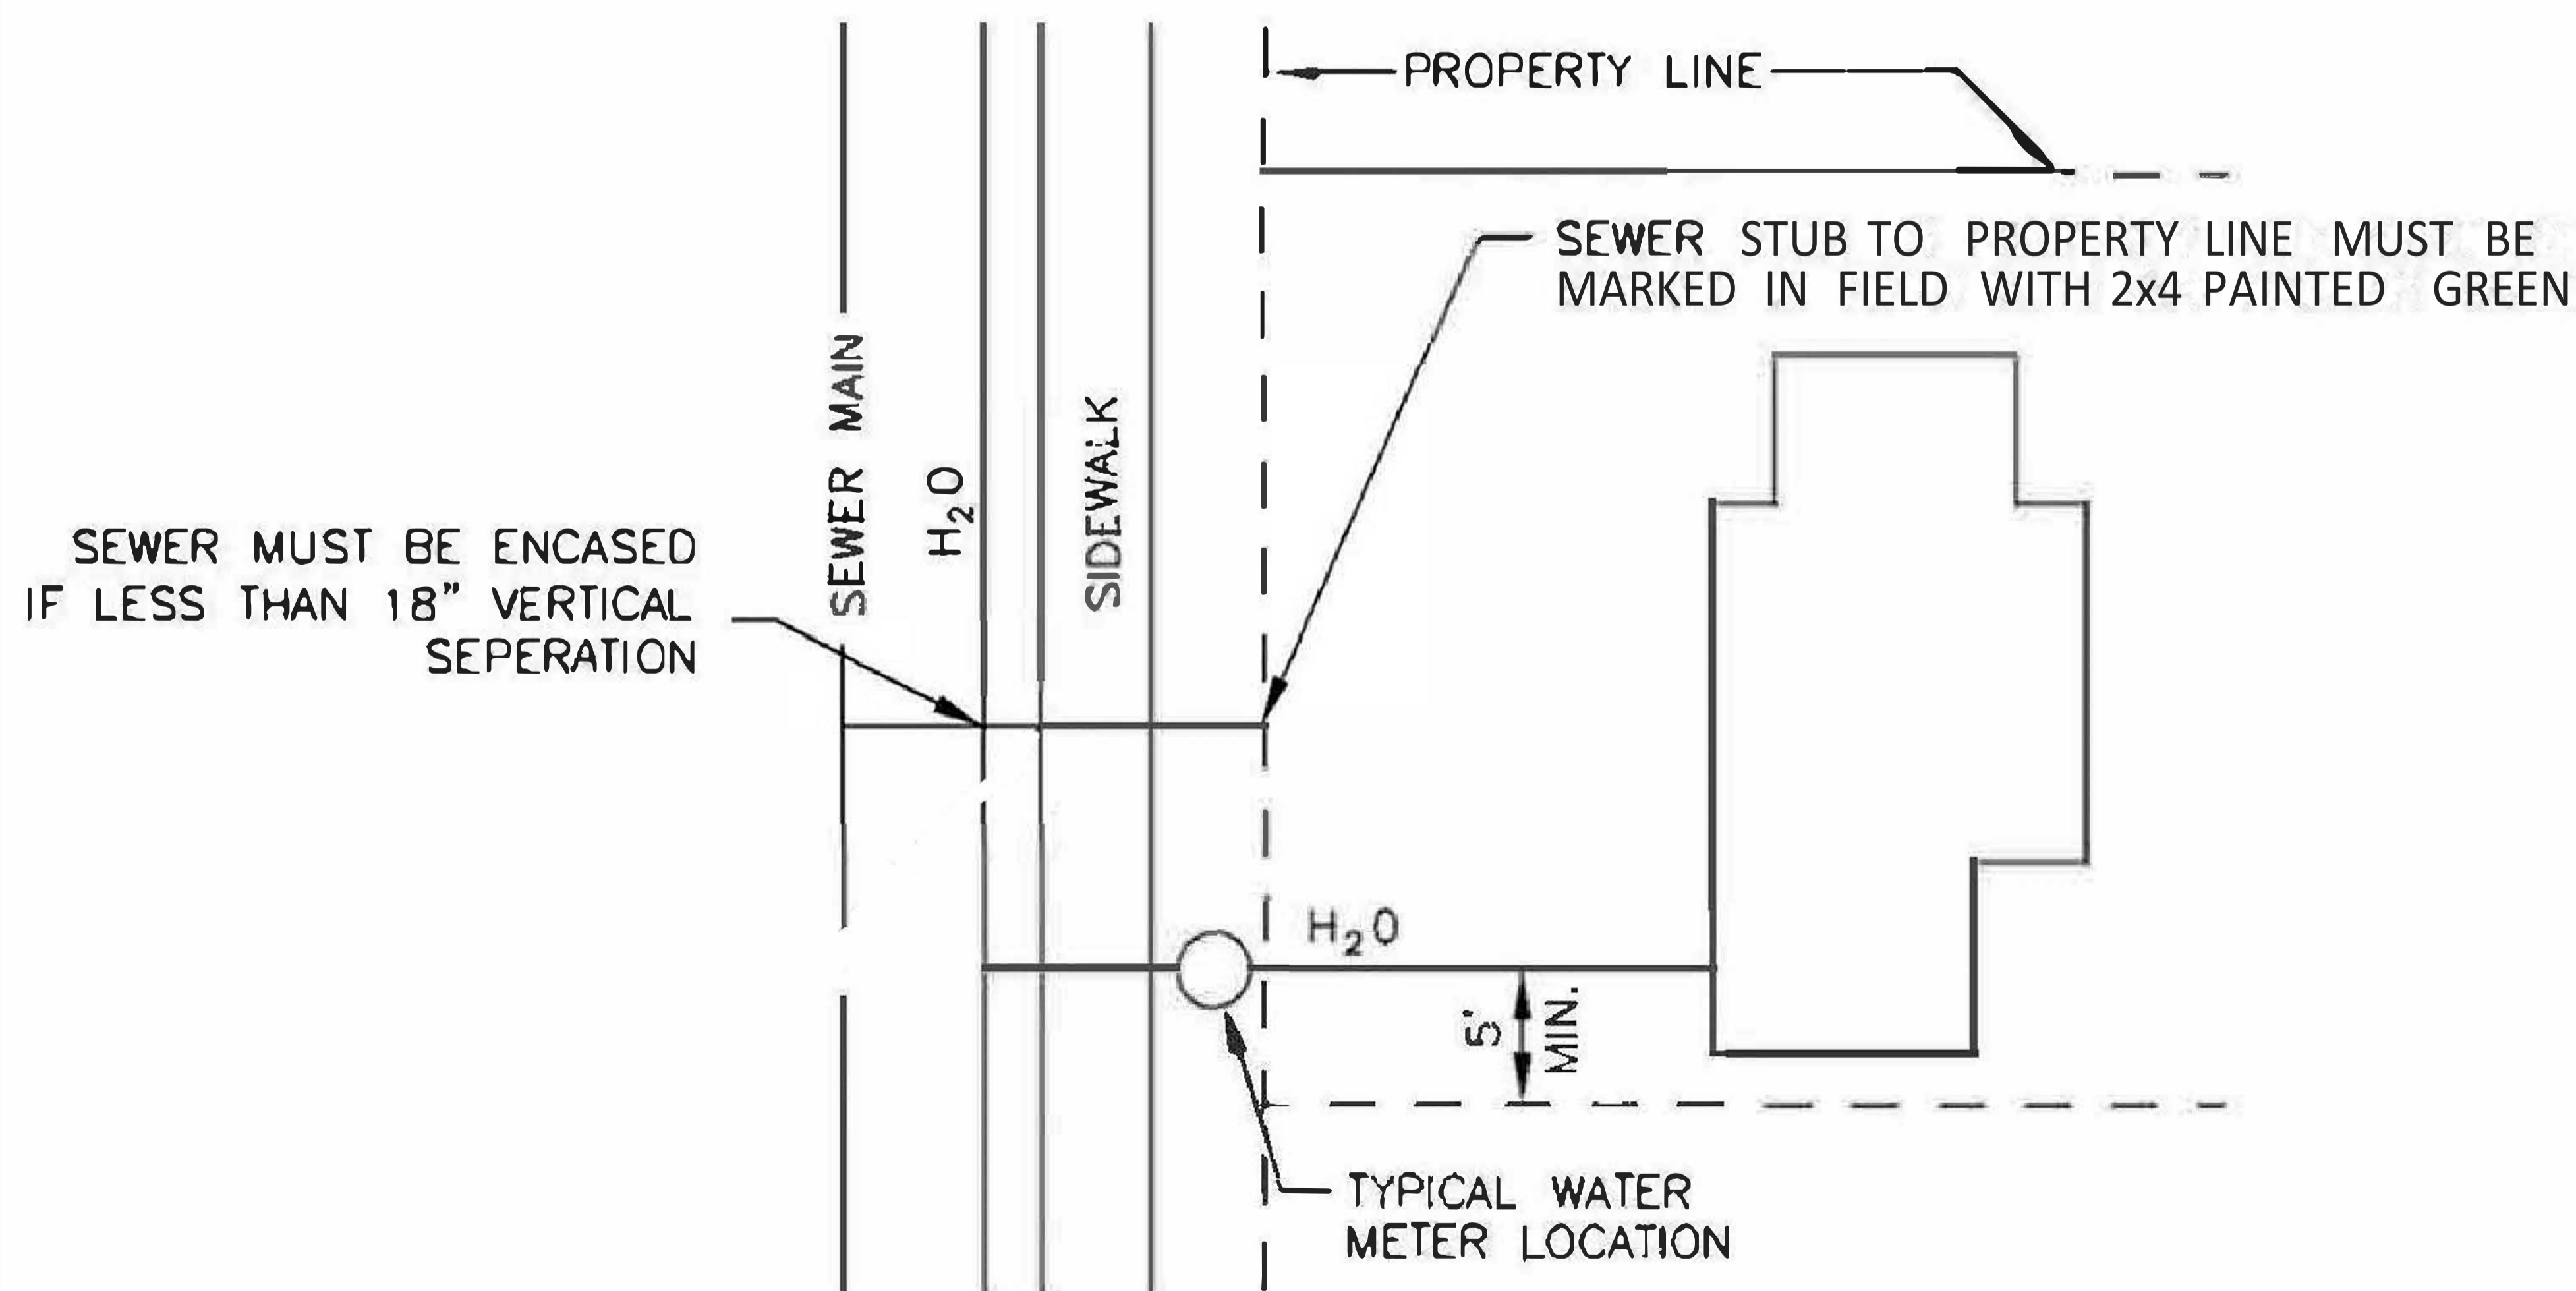 PROPERTY LINE
SEWER STUB TO PROPERTY LINE MUST BE
MARKED IN FIELD WITH 2x4 PAINTED GREEN
SEWER MAIN
H₂O
SIDEWALK
SEWER MUST BE ENCASED
IF LESS THAN 18" VERTICAL
SEPERATION
H₂O
5'
MIN.
TYPICAL WATER
METER LOCATION